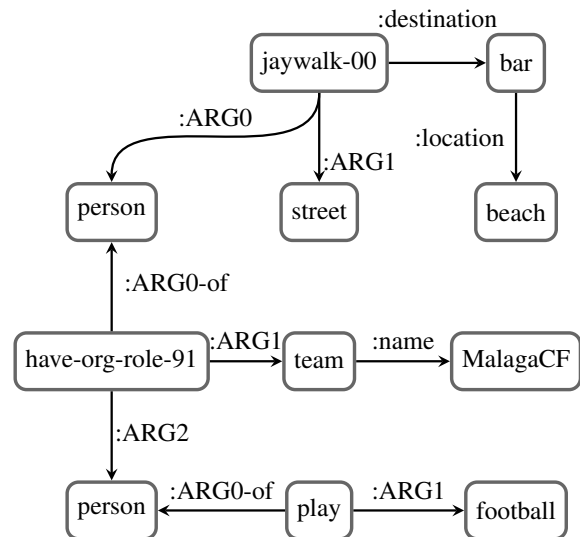 :destination
jaywalk-00 bar
:ARG0 :ARG1 :location
person street beach
:ARG0-of
have-org-role-91 :ARG1 team :name MalagaCF
:ARG2
person :ARG0-of play :ARG1 football